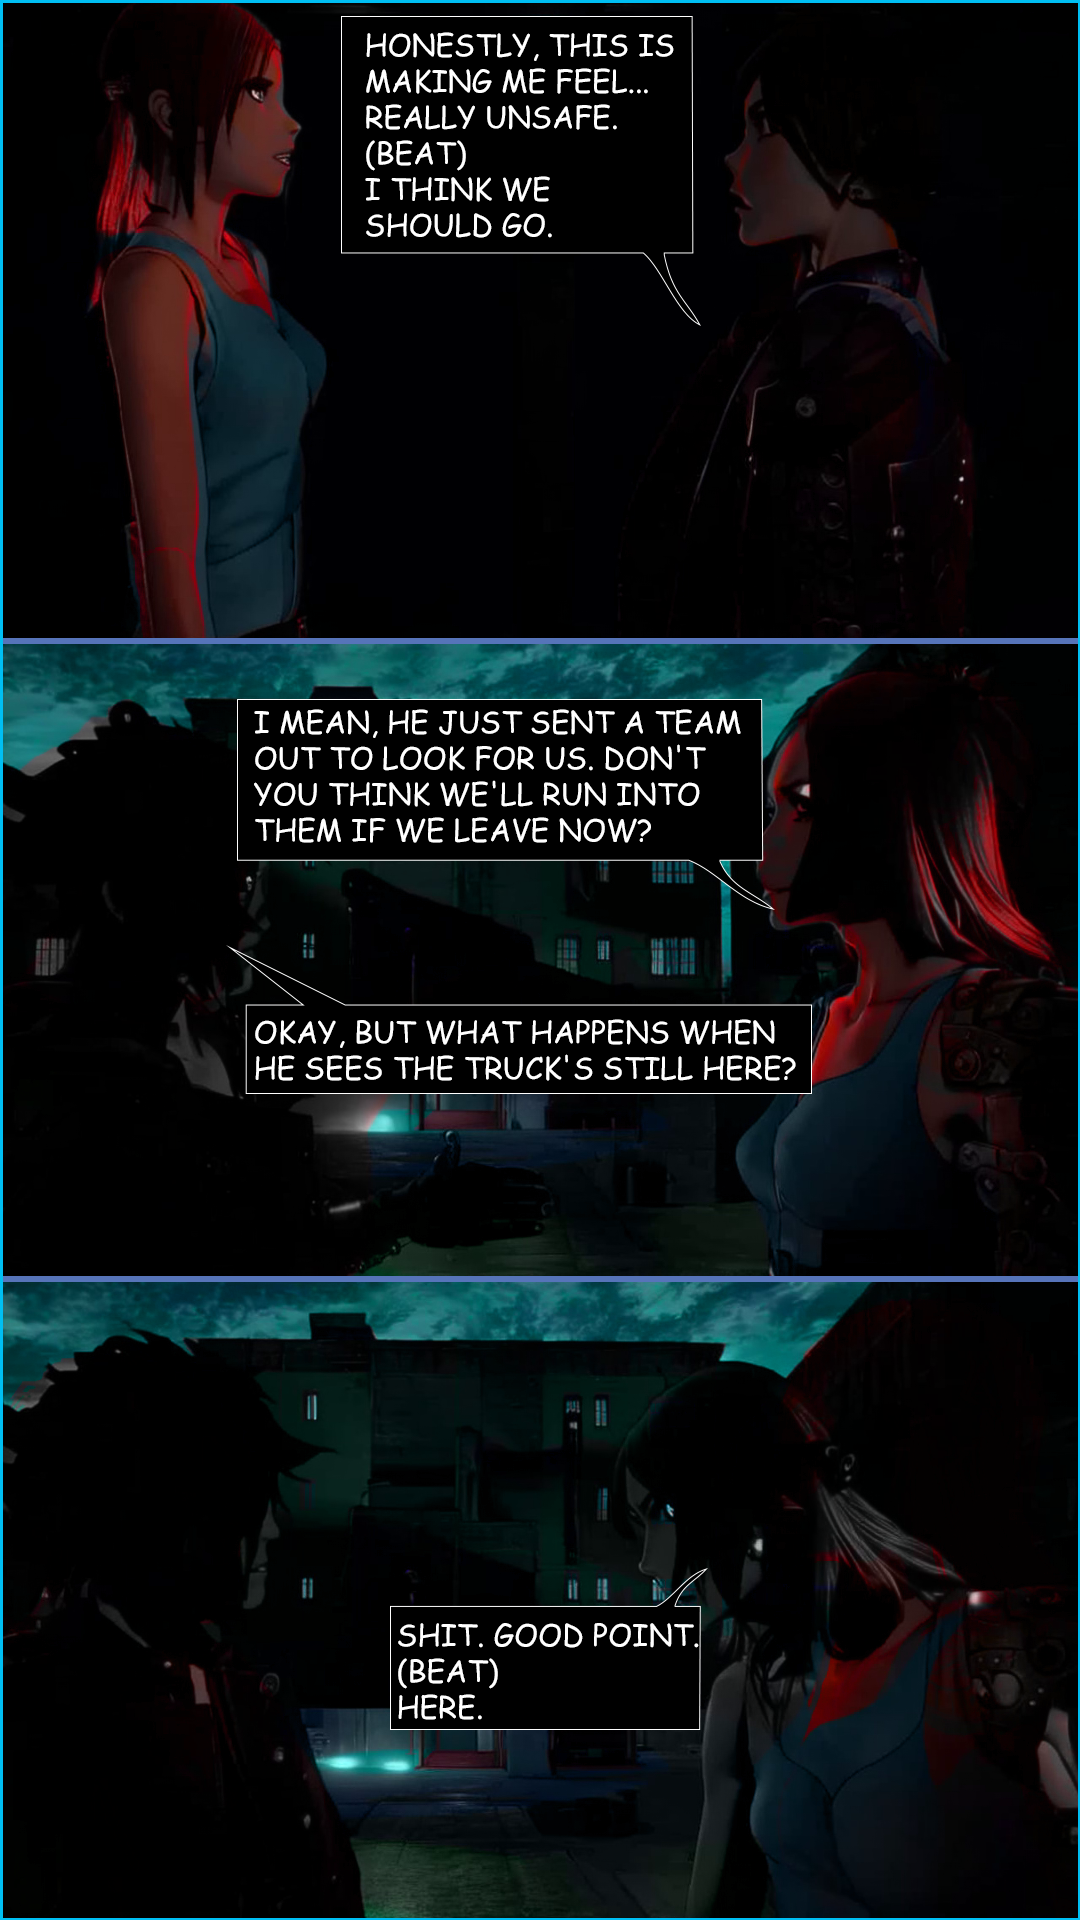 HONESTLY, THIS IS
MAKING ME FEEL...
REALLY UNSAFE.
(BEAT)
I THINK WE
SHOULD GO.
I MEAN, HE JUST SENT A TEAM
OUT TO LOOK FOR US. DON'T
YOU THINK WE'LL RUN INTO
THEM IF WE LEAVE NOW?
OKAY, BUT WHAT HAPPENS WHEN
HE SEES THE TRUCK'S STILL HERE?
SHIT. GOOD POINT.
(BEAT)
HERE.